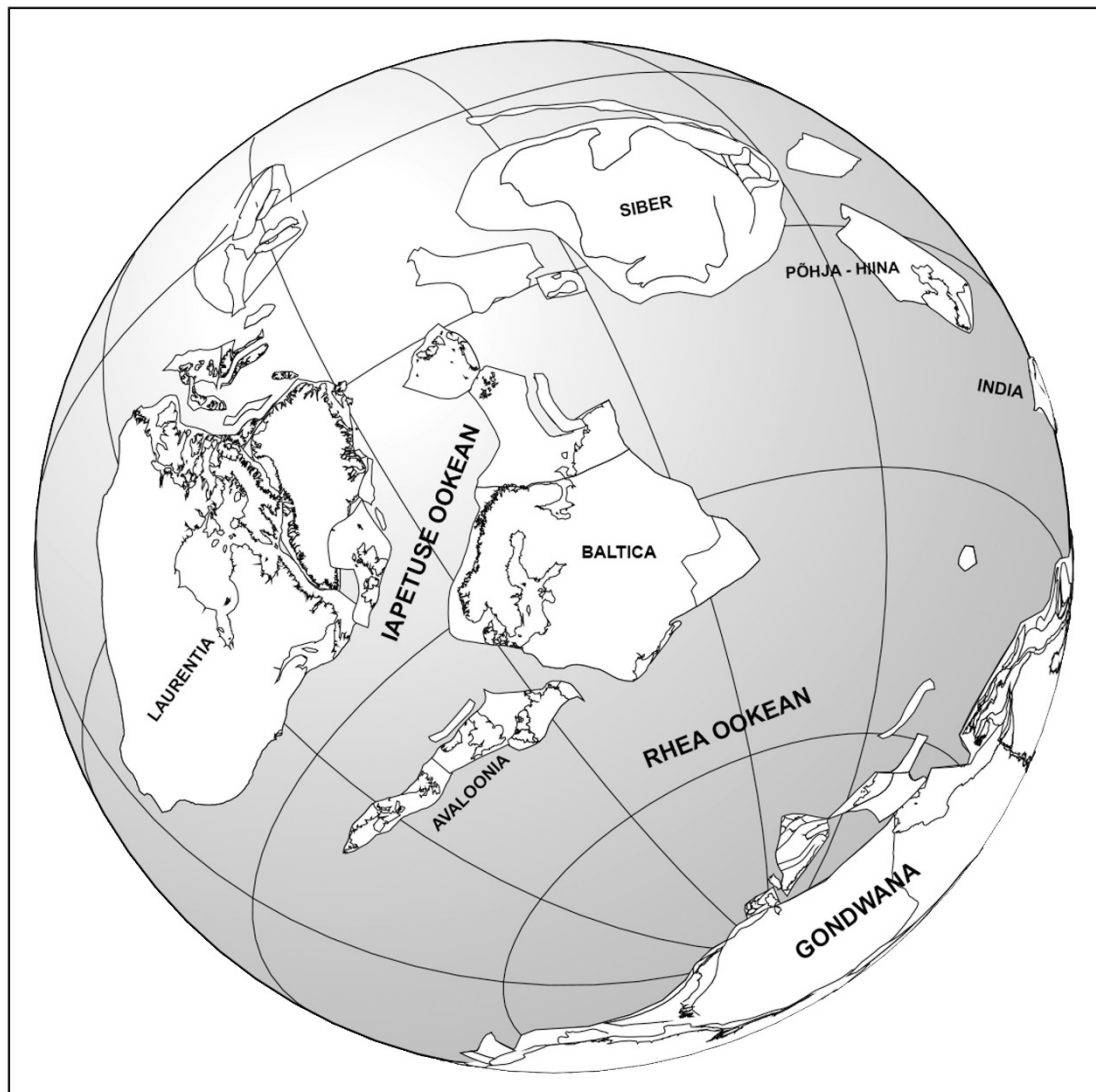 SIBER
PÕHJA - HIINA
INDIA
IAPETUSE OOKEAN
BALTICA
LAURENTIA
RHEA OOKEAN
AVALOONIA
GONDWANA